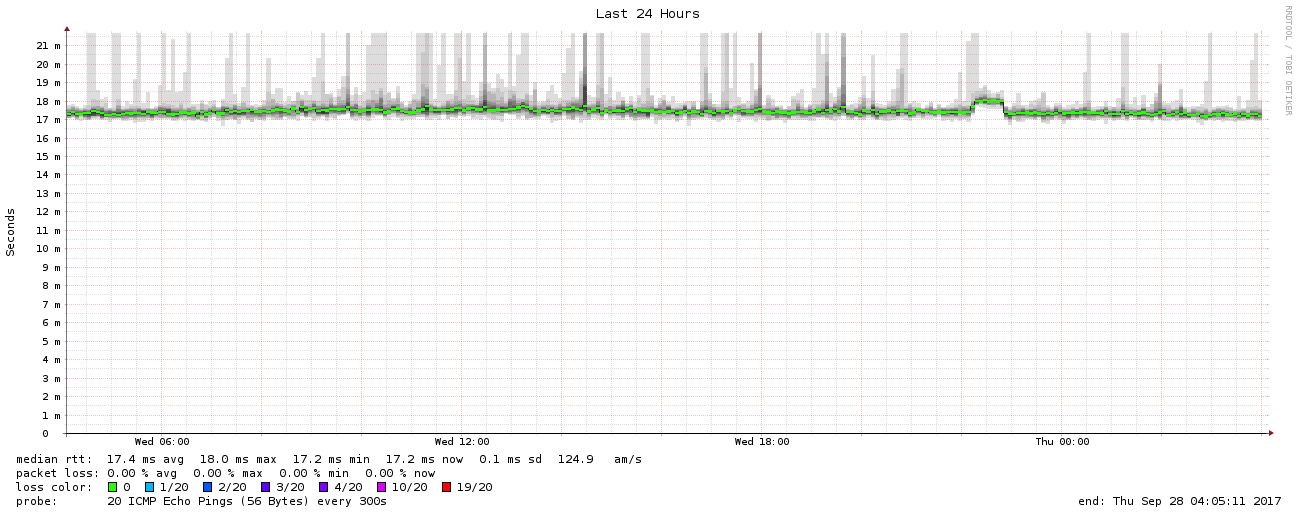 Last 24 Hours
RRDTOOL / TOBI OETIKER
Seconds
21 m
20 m
19 m
18 m
17 m
16 m
15 m
14 m
13 m
12 m
11 m
10 m
9 m
8 m
7 m
6 m
5 m
4 m
3 m
2 m
1 m
0
Wed 06:00 Wed 12:00 Wed 18:00 Thu 00:00
median rtt: 17.4 ms avg 18.0 ms max 17.2 ms min 17.2 ms now 0.1 ms sd 124.9 am/s
packet loss: 0.00 % avg 0.00 % max 0.00 % min 0.00 % now
loss color: 0 1/20 2/20 3/20 4/20 10/20 19/20
probe: 20 ICMP Echo Pings (56 Bytes) every 300s end: Thu Sep 28 04:05:11 2017